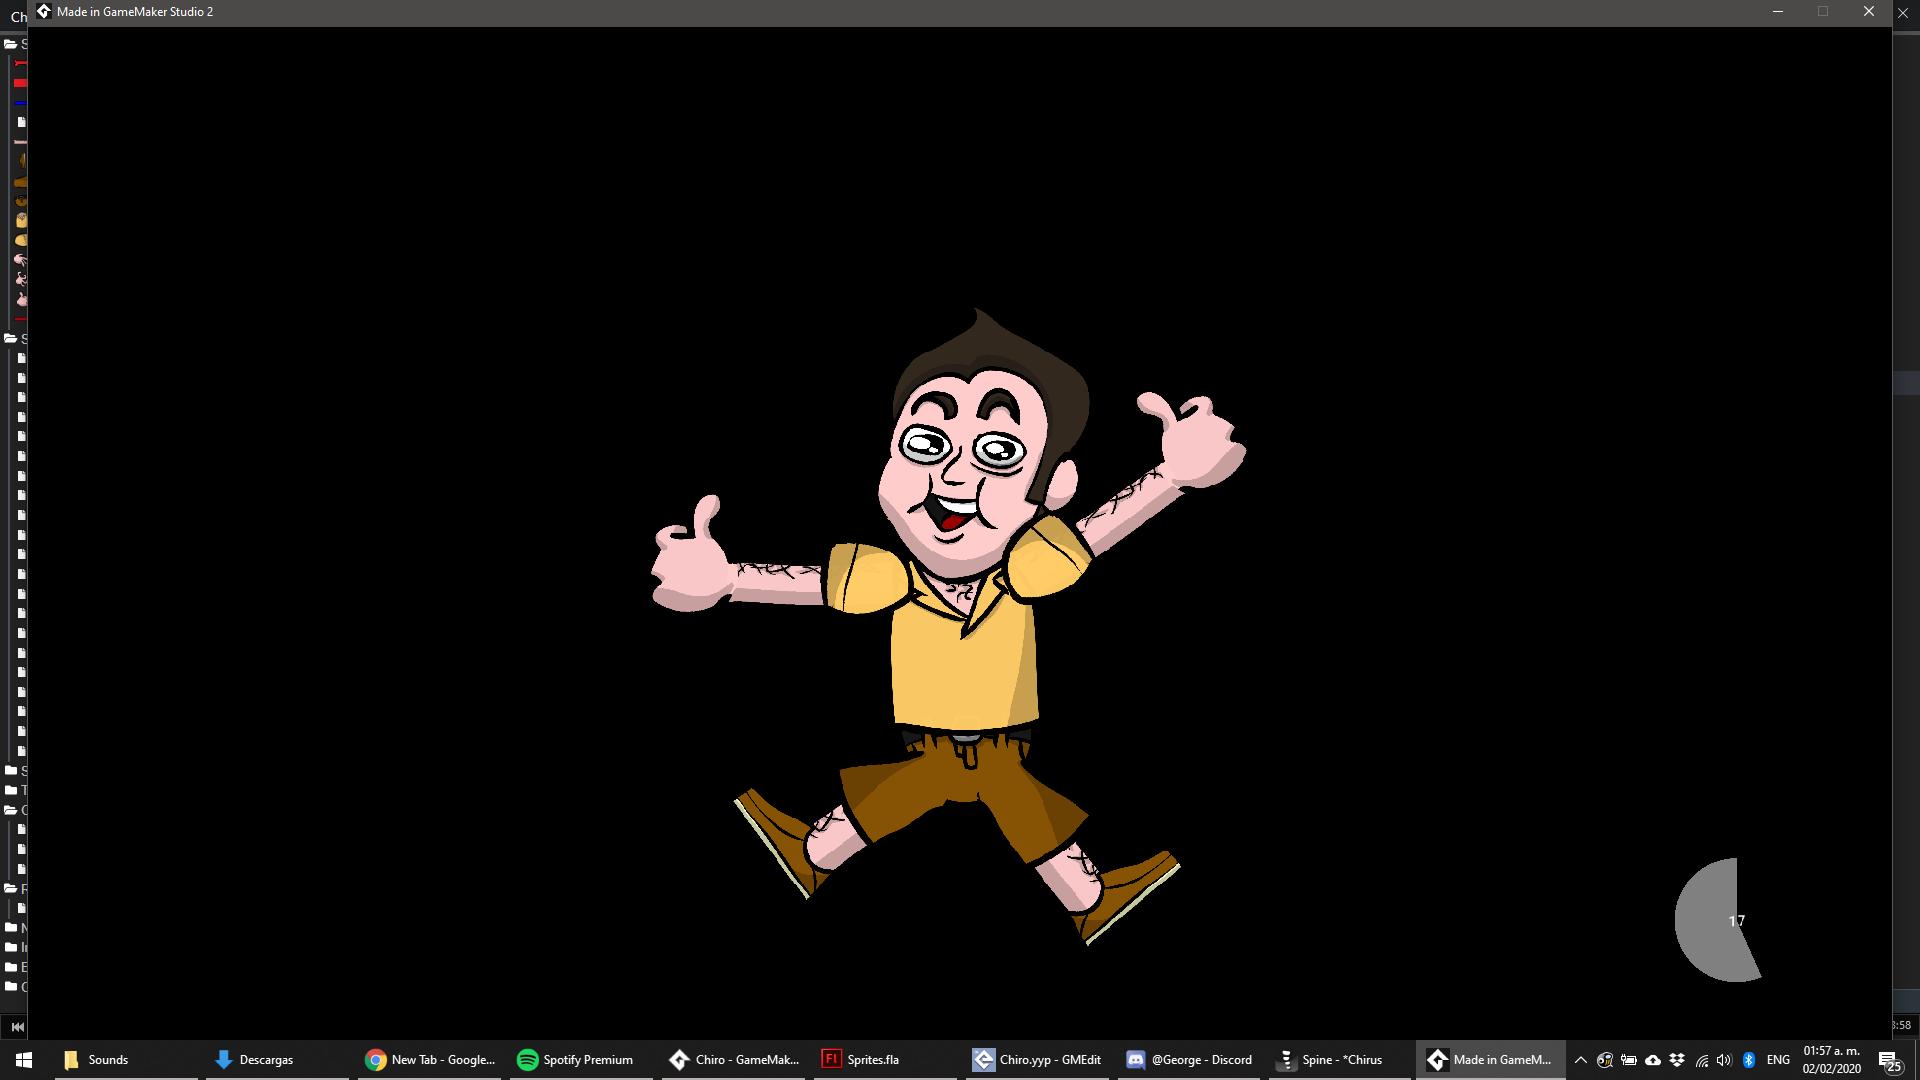 Ch
Made in GameMaker Studio 2
17
3:58
Sounds
Descargas
New Tab - Google...
Spotify Premium
Chiro - GameMak...
Fl
Sprites.fla
Chiro.yyp - GMEdit
@George - Discord
Spine - *Chirus
Made in GameM...
ENG
01:57 a. m.
02/02/2020
25